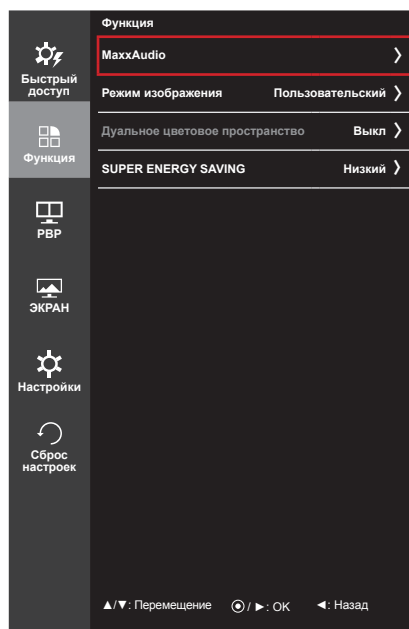 Быстрый
доступ
Функция
PBP
ЭКРАН
Настройки
Сброс
настроек
Функция
MaxxAudio
Режим изображения Пользовательский
Дуальное цветовое пространство Выкл
SUPER ENERGY SAVING Низкий
▲/▼: Перемещение ⦿/ ►: OK ◄: Назад